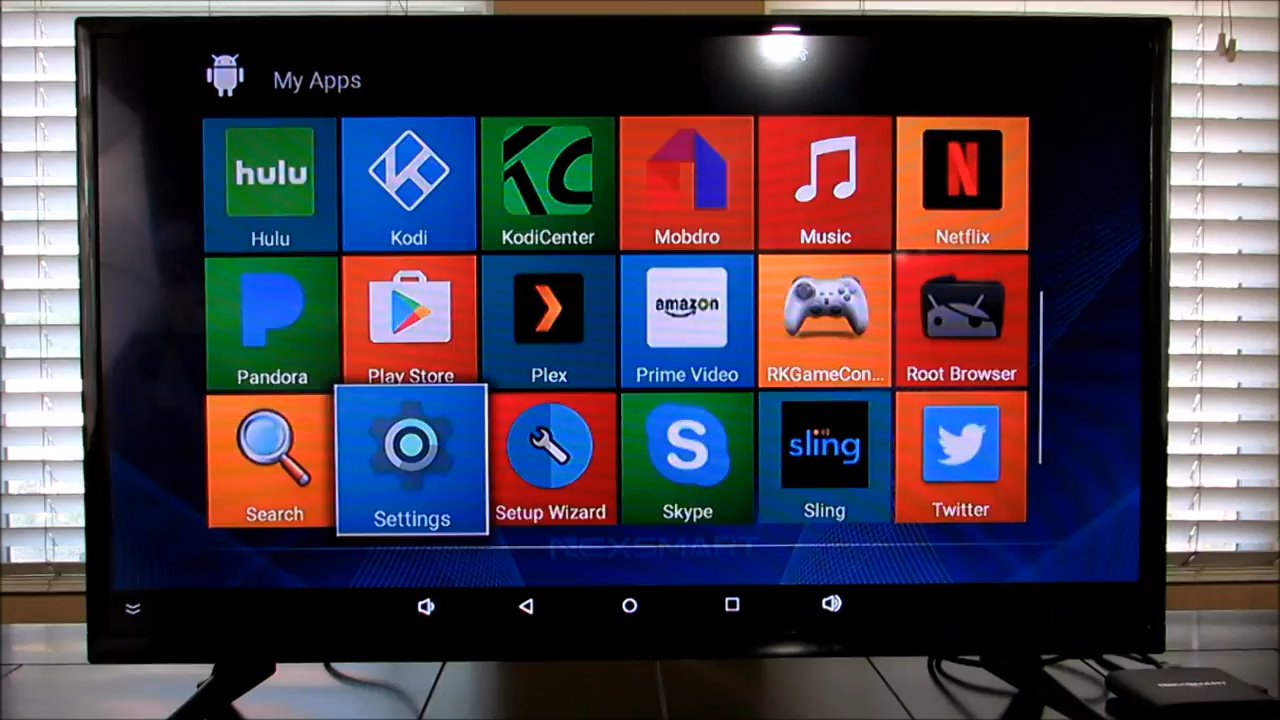 My Apps
hulu
Hulu
Kodi
KodiCenter
Mobdro
Music
N
Netflix
Pandora
Play Store
Plex
amazon
Prime Video
RKGameCon...
Root Browser
Search
Settings
Setup Wizard
S
Skype
sling
Sling
Twitter
NEXSMART